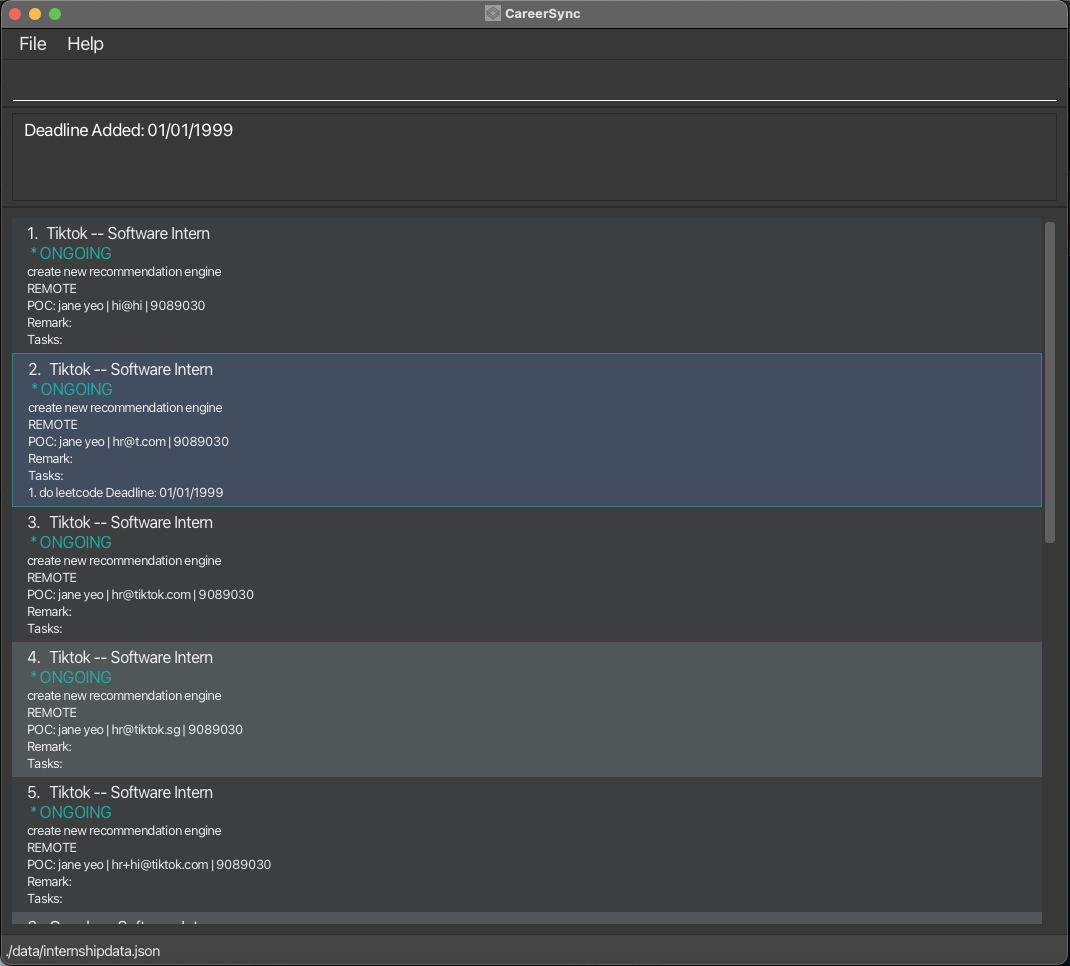 CareerSync
File Help
Deadline Added: 01/01/1999
1. Tiktok -- Software Intern
* ONGOING
create new recommendation engine
REMOTE
POC: jane yeo | hi@hi | 9089030
Remark:
Tasks:
2. Tiktok -- Software Intern
* ONGOING
create new recommendation engine
REMOTE
POC: jane yeo | hr@t.com | 9089030
Remark:
Tasks:
1. do leetcode Deadline: 01/01/1999
3. Tiktok -- Software Intern
* ONGOING
create new recommendation engine
REMOTE
POC: jane yeo | hr@tiktok.com | 9089030
Remark:
Tasks:
4. Tiktok -- Software Intern
* ONGOING
create new recommendation engine
REMOTE
POC: jane yeo | hr@tiktok.sg | 9089030
Remark:
Tasks:
5. Tiktok -- Software Intern
* ONGOING
create new recommendation engine
REMOTE
POC: jane yeo | hr+hi@tiktok.com | 9089030
Remark:
Tasks:
./data/internshipdata.json